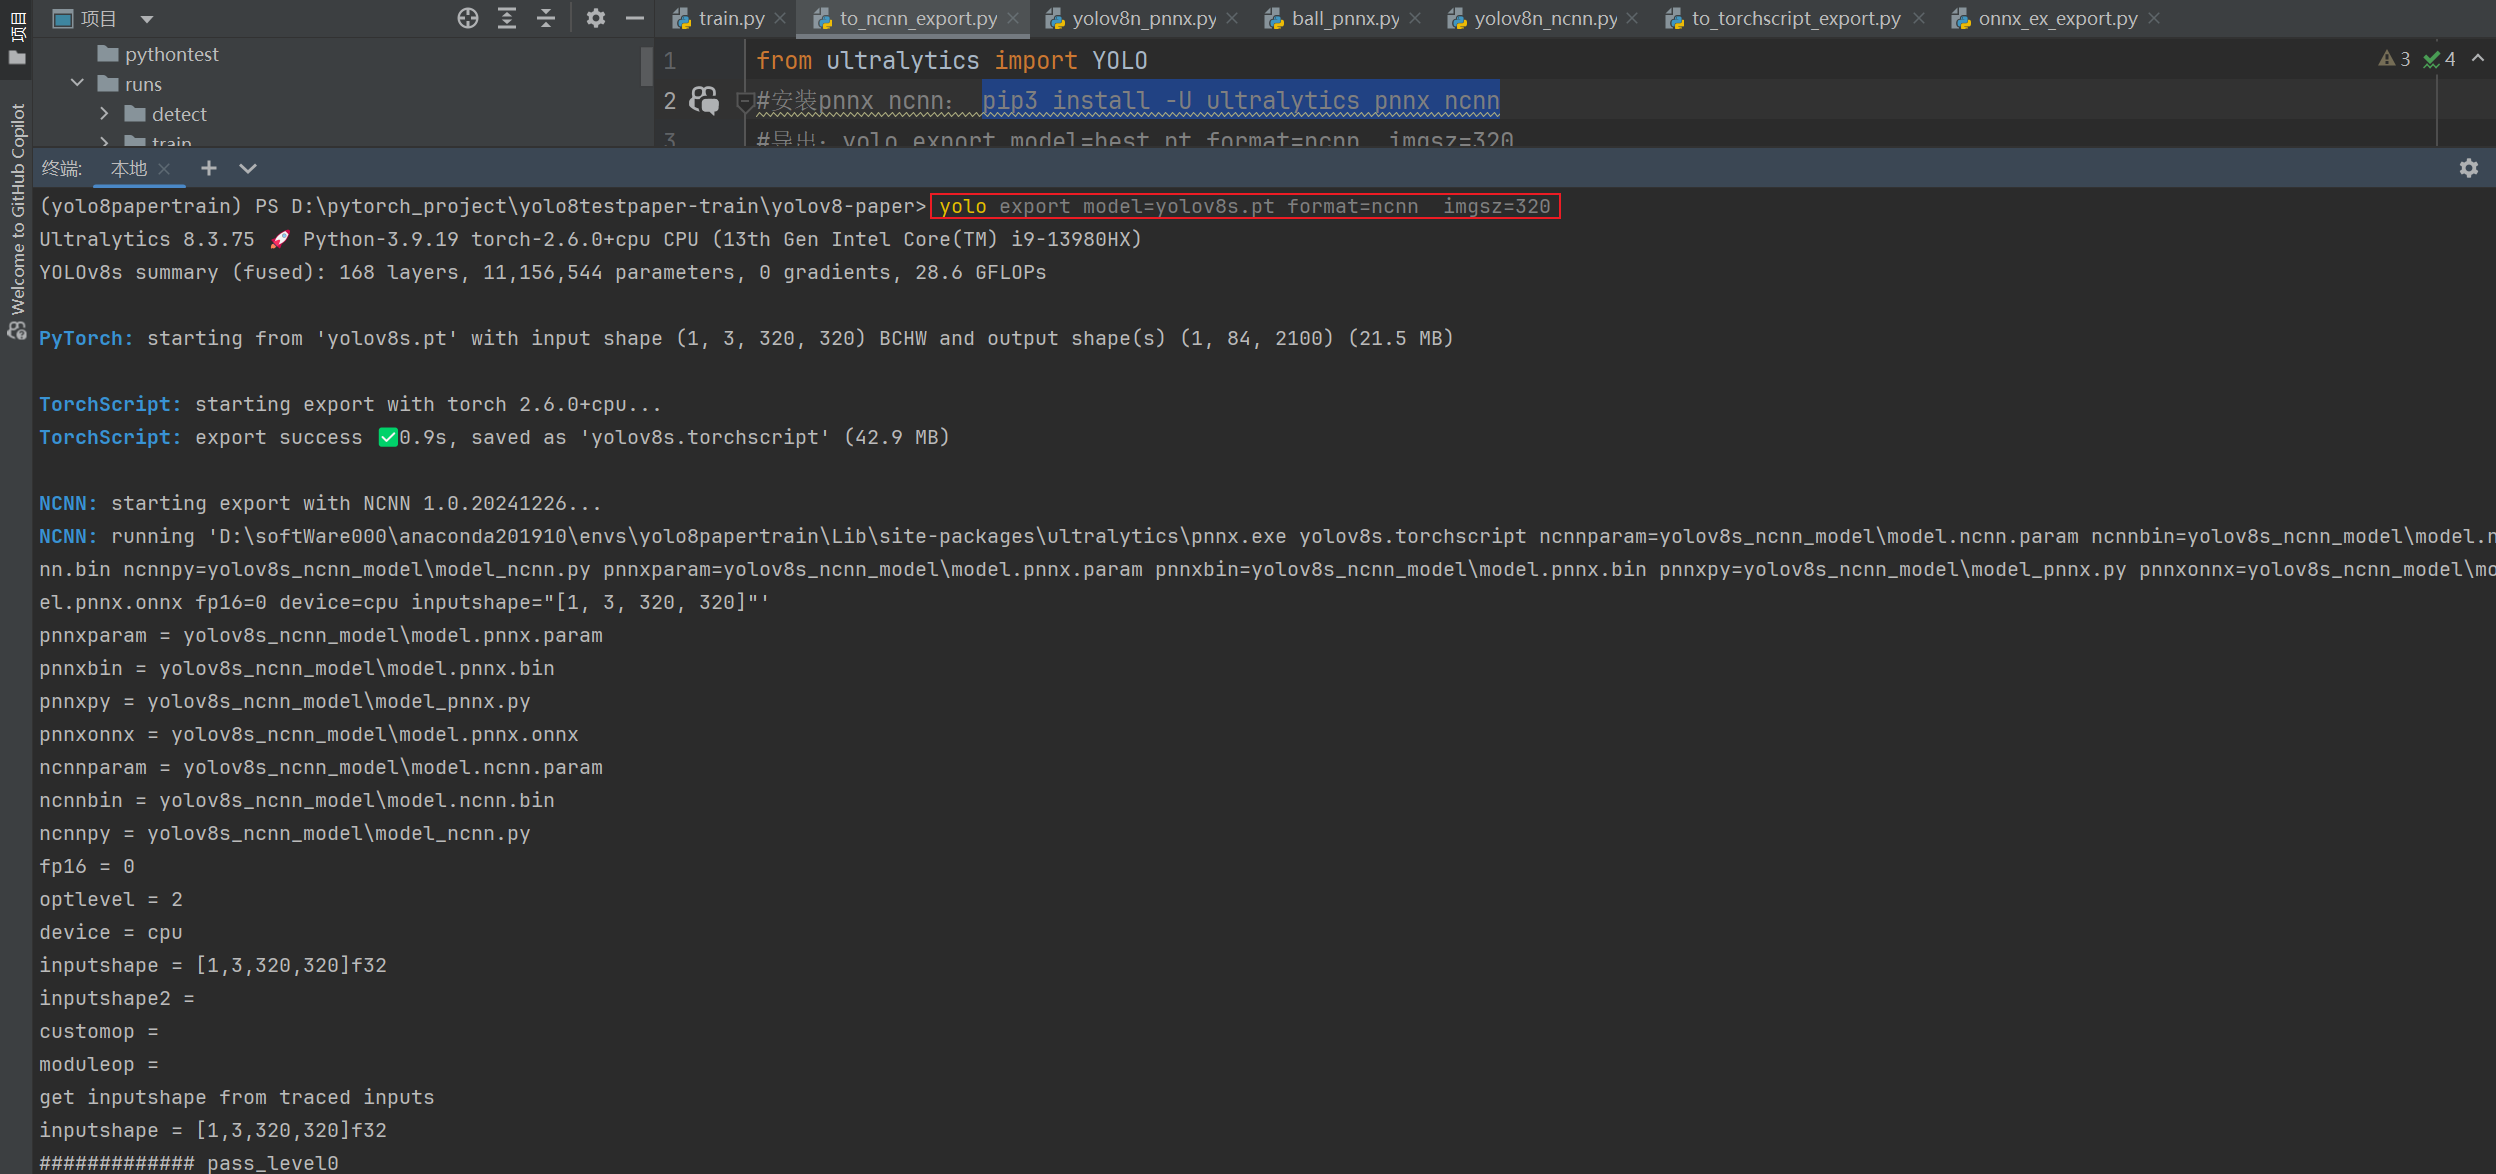 项目
train.py
to_ncnn_export.py
yolov8n_pnnx.py
ball_pnnx.py
yolov8n_ncnn.py
to_torchscript_export.py
onnx_ex_export.py
项目
Welcome to GitHub Copilot
pythontest
runs
detect
train
1 from ultralytics import YOLO
3 4
2 #安装pnnx ncnn: pip3 install -U ultralytics pnnx ncnn
3 #导出: yolo export model=best.pt format=ncnn  imgsz=320
终端: 本地
(yolo8papertrain) PS D:\pytorch_project\yolo8testpaper-train\yolov8-paper> yolo export model=yolov8s.pt format=ncnn  imgsz=320
Ultralytics 8.3.75 🚀 Python-3.9.19 torch-2.6.0+cpu CPU (13th Gen Intel Core(TM) i9-13980HX)
YOLOv8s summary (fused): 168 layers, 11,156,544 parameters, 0 gradients, 28.6 GFLOPs
PyTorch: starting from 'yolov8s.pt' with input shape (1, 3, 320, 320) BCHW and output shape(s) (1, 84, 2100) (21.5 MB)
TorchScript: starting export with torch 2.6.0+cpu...
TorchScript: export success ✅0.9s, saved as 'yolov8s.torchscript' (42.9 MB)
NCNN: starting export with NCNN 1.0.20241226...
NCNN: running 'D:\softWare000\anaconda201910\envs\yolo8papertrain\Lib\site-packages\ultralytics\pnnx.exe yolov8s.torchscript ncnnparam=yolov8s_ncnn_model\model.ncnn.param ncnnbin=yolov8s_ncnn_model\model.n
nn.bin ncnnpy=yolov8s_ncnn_model\model_ncnn.py pnnxparam=yolov8s_ncnn_model\model.pnnx.param pnnxbin=yolov8s_ncnn_model\model.pnnx.bin pnnxpy=yolov8s_ncnn_model\model_pnnx.py pnnxonnx=yolov8s_ncnn_model\mo
el.pnnx.onnx fp16=0 device=cpu inputshape="[1, 3, 320, 320]"'
pnnxparam = yolov8s_ncnn_model\model.pnnx.param
pnnxbin = yolov8s_ncnn_model\model.pnnx.bin
pnnxpy = yolov8s_ncnn_model\model_pnnx.py
pnnxonnx = yolov8s_ncnn_model\model.pnnx.onnx
ncnnparam = yolov8s_ncnn_model\model.ncnn.param
ncnnbin = yolov8s_ncnn_model\model.ncnn.bin
ncnnpy = yolov8s_ncnn_model\model_ncnn.py
fp16 = 0
optlevel = 2
device = cpu
inputshape = [1,3,320,320]f32
inputshape2 =
customop =
moduleop =
get inputshape from traced inputs
inputshape = [1,3,320,320]f32
############# pass_level0